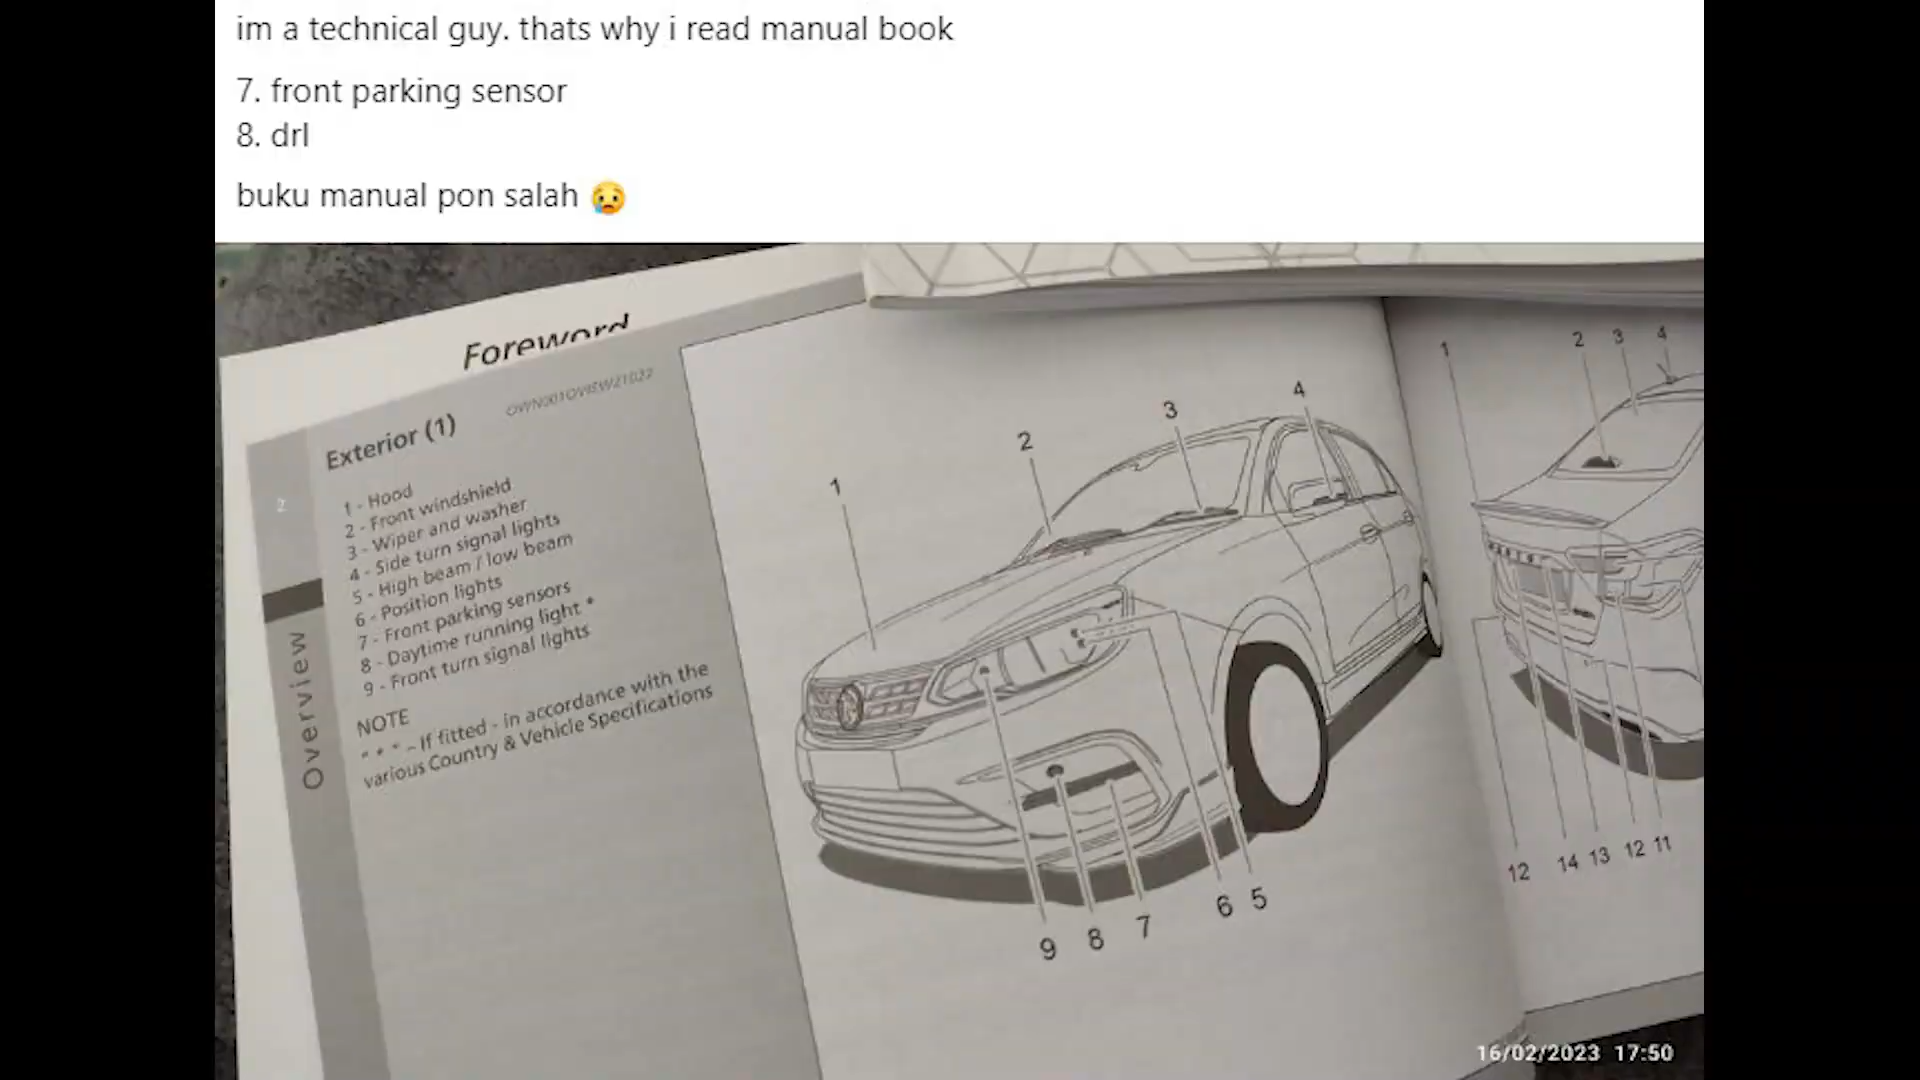 im a technical guy. thats why i read manual book
7. front parking sensor
8. drl
buku manual pon salah 😢
Foreword
OWN001OVIISW21022
Exterior (1)
2
1 - Hood
2 - Front windshield
3 - Wiper and washer
4 - Side turn signal lights
5 - High beam / low beam
6 - Position lights
7 - Front parking sensors
8 - Daytime running light *
9 - Front turn signal lights
NOTE
" * " - If fitted - in accordance with the
various Country & Vehicle Specifications
Overview
1
2
3
4
9
8
7
6
5
1
2
3
4
12
14
13
12
11
16/02/2023 17:50